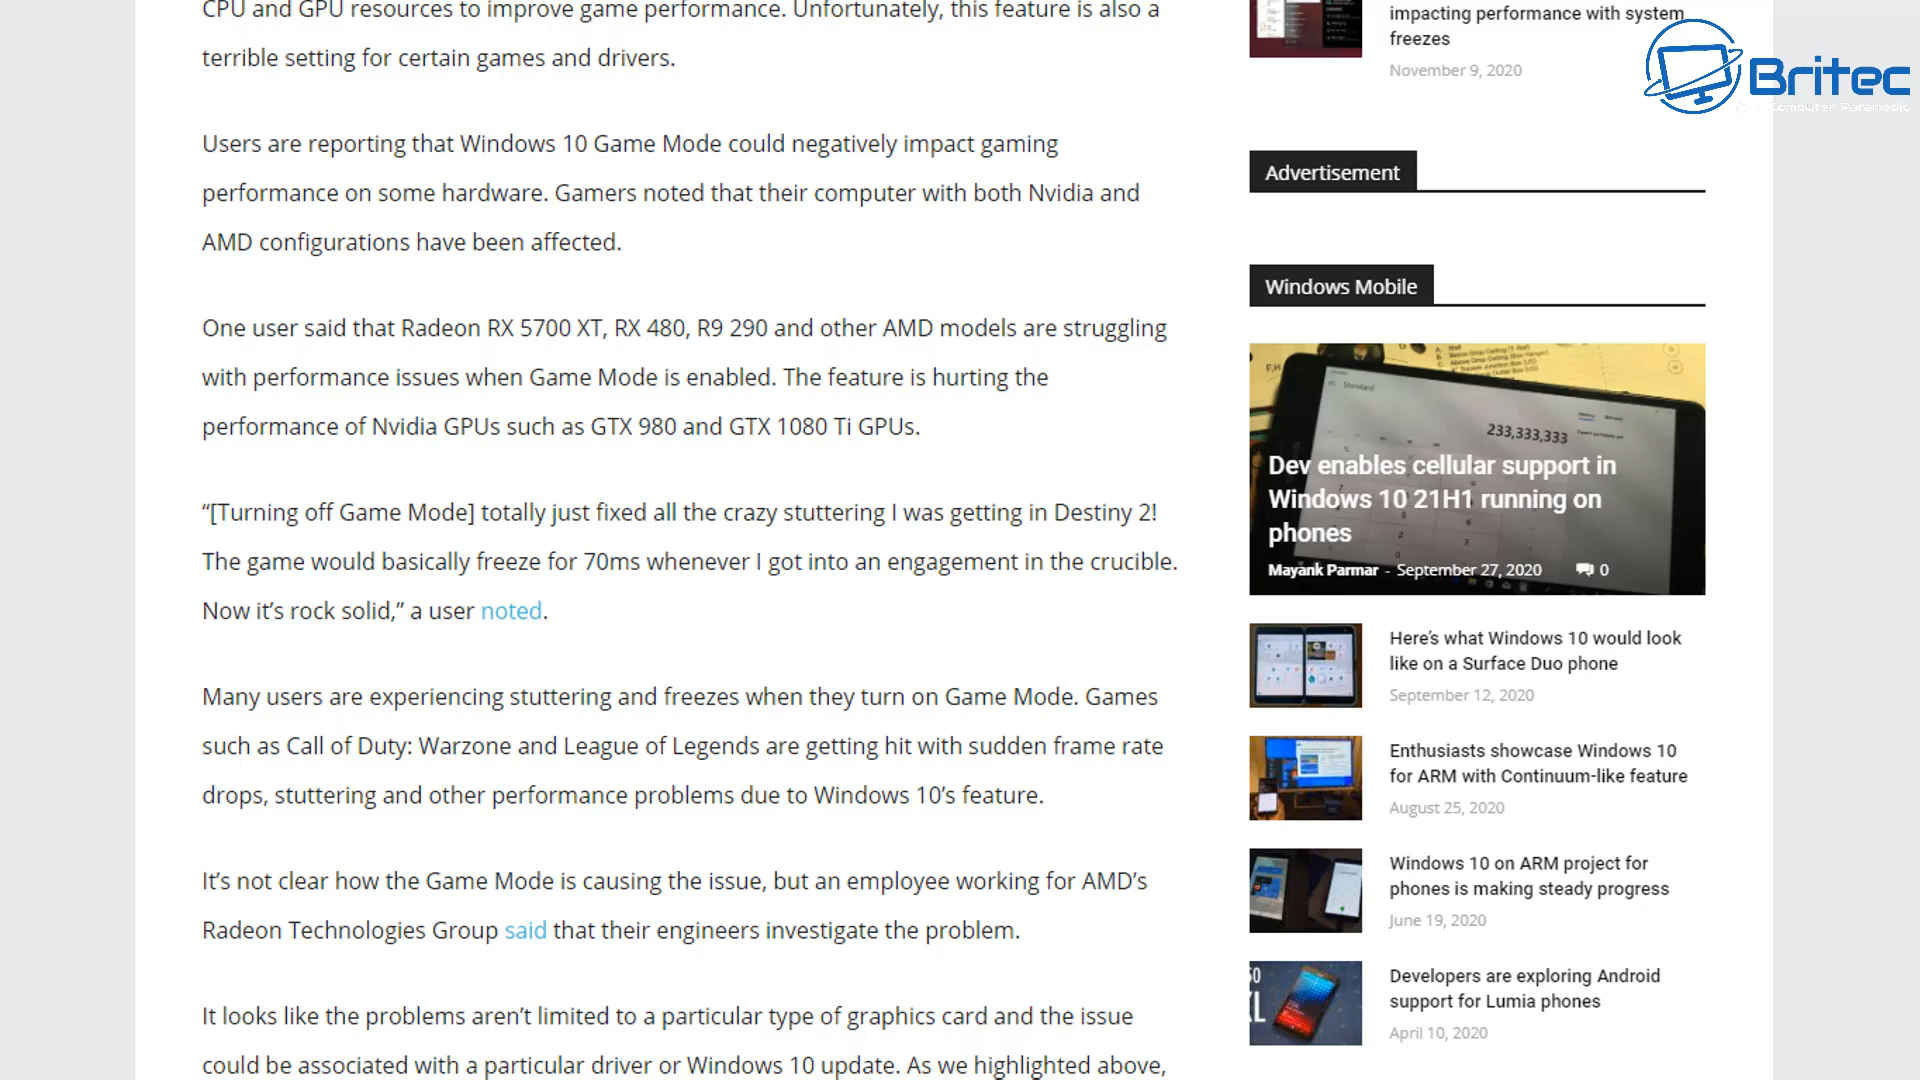 CPU and GPU resources to improve game performance. Unfortunately, this feature is also a
terrible setting for certain games and drivers.
Users are reporting that Windows 10 Game Mode could negatively impact gaming
performance on some hardware. Gamers noted that their computer with both Nvidia and
AMD configurations have been affected.
One user said that Radeon RX 5700 XT, RX 480, R9 290 and other AMD models are struggling
with performance issues when Game Mode is enabled. The feature is hurting the
performance of Nvidia GPUs such as GTX 980 and GTX 1080 Ti GPUs.
“[Turning off Game Mode] totally just fixed all the crazy stuttering I was getting in Destiny 2!
The game would basically freeze for 70ms whenever I got into an engagement in the crucible.
Now it’s rock solid,” a user noted.
Many users are experiencing stuttering and freezes when they turn on Game Mode. Games
such as Call of Duty: Warzone and League of Legends are getting hit with sudden frame rate
drops, stuttering and other performance problems due to Windows 10’s feature.
It’s not clear how the Game Mode is causing the issue, but an employee working for AMD’s
Radeon Technologies Group said that their engineers investigate the problem.
It looks like the problems aren’t limited to a particular type of graphics card and the issue
could be associated with a particular driver or Windows 10 update. As we highlighted above,
impacting performance with system
freezes
November 9, 2020
Britec
Computer Paramedic
Advertisement
Windows Mobile
Standard
233,333,333
Dev enables cellular support in
Windows 10 21H1 running on
phones
Mayank Parmar - September 27, 2020 0
Here’s what Windows 10 would look
like on a Surface Duo phone
September 12, 2020
Enthusiasts showcase Windows 10
for ARM with Continuum-like feature
August 25, 2020
Windows 10 on ARM project for
phones is making steady progress
June 19, 2020
Developers are exploring Android
support for Lumia phones
April 10, 2020